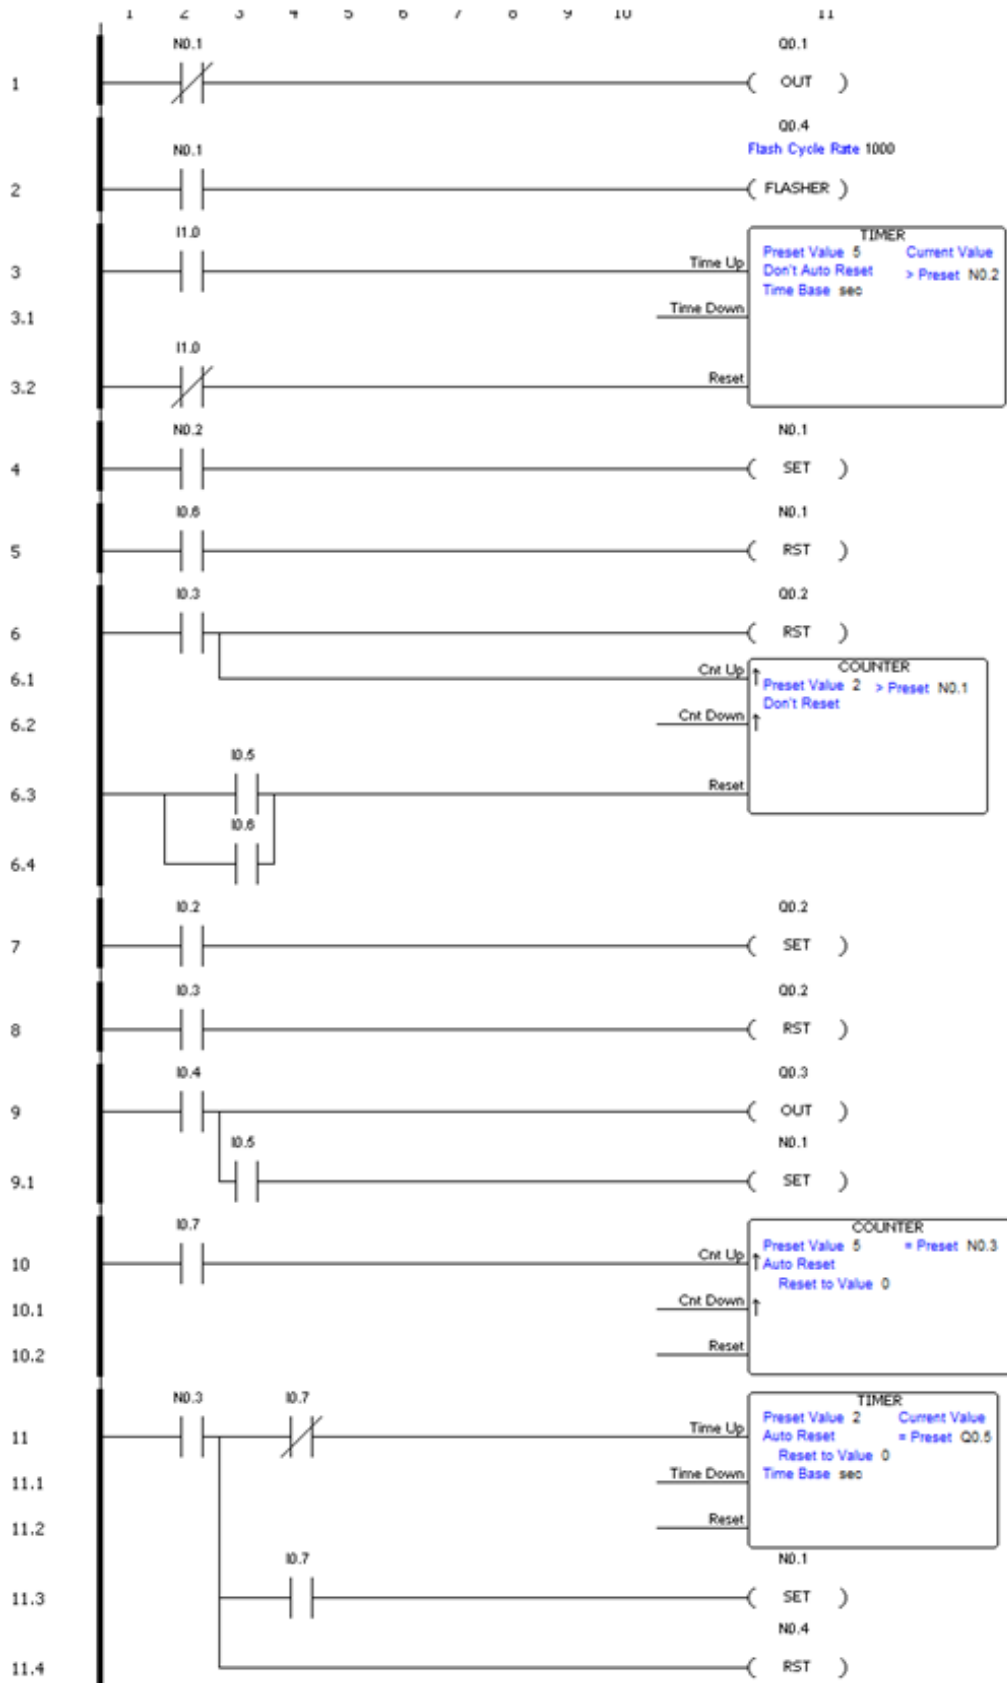 1 2 3 4 5 6 7 8 9 10 11
N0.1 Q0.1
1 ( OUT )
Q0.4
N0.1 Flash Cycle Rate 1000
2 ( FLASHER )
I1.0 TIMER
Preset Value 5 Current Value
3 Time Up Don't Auto Reset > Preset N0.2
Time Base sec
3.1 Time Down
I1.0
3.2 Reset
N0.2 N0.1
4 ( SET )
I0.6 N0.1
5 ( RST )
I0.3 Q0.2
6 ( RST )
COUNTER
6.1 Cnt Up ↑ Preset Value 2 > Preset N0.1
Don't Reset
6.2 Cnt Down ↑
I0.5
6.3 Reset
I0.6
6.4
I0.2 Q0.2
7 ( SET )
I0.3 Q0.2
8 ( RST )
I0.4 Q0.3
9 ( OUT )
I0.5 N0.1
9.1 ( SET )
I0.7 COUNTER
Preset Value 5 = Preset N0.3
10 Cnt Up ↑ Auto Reset
Reset to Value 0
10.1 Cnt Down ↑
10.2 Reset
N0.3 I0.7 TIMER
Preset Value 2 Current Value
11 Time Up Auto Reset = Preset Q0.5
Reset to Value 0
11.1 Time Down Time Base sec
11.2 Reset
I0.7 N0.1
11.3 ( SET )
N0.4
11.4 ( RST )